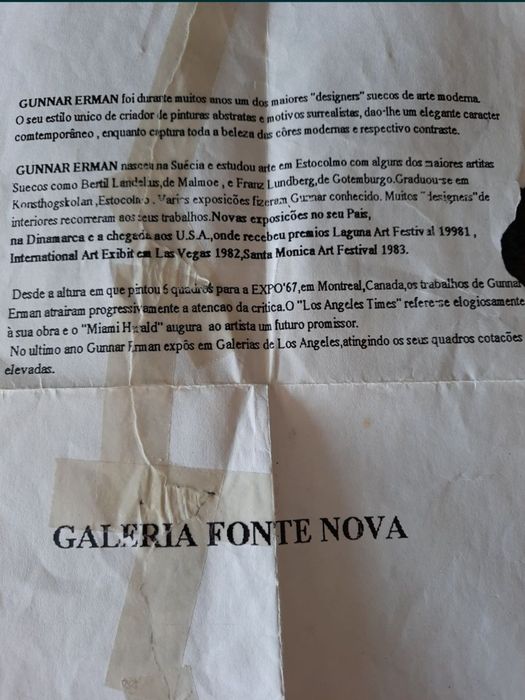 GUNNAR ERMAN foi durante muitos anos um dos maiores "designers" suecos de arte moderna.
O seu estilo unico de criador de pinturas abstratas e motivos surrealistas, dao-lhe um elegante caracter
comtemporâneo , enquanto captura toda a beleza das côres modernas e respectivo contraste.
GUNNAR ERMAN nasceu na Suécia e estudou arte em Estocolmo com alguns dos maiores artitas
Suecos como Bertil Landelus,de Malmoe , e Franz Lundberg,de Gotemburgo.Graduou-se em
Konsthogskolan ,Estocolmo . Varias exposições fizeram Gunnar conhecido. Muitos "designers"de
interiores recorreram aos seus trabalhos.Novas exposicões no seu Pais,
na Dinamarca e a chegada aos U.S.A.,onde recebeu premios Laguna Art Festival 19981 ,
International Art Exibit em Las Vegas 1982,Santa Monica Art Festival 1983.
Desde a altura em que pintou 6 quadros para a EXPO'67,em Montreal,Canada,os trabalhos de Gunnar
Erman atrairam progressivamente a atencao da critica.O "Los Angeles Times" refere-se elogiosamente
à sua obra e o "Miami Herald" augura ao artista um futuro promissor.
No ultimo ano Gunnar Erman expôs em Galerias de Los Angeles,atingindo os seus quadros cotacões
elevadas.
GALERIA FONTE NOVA